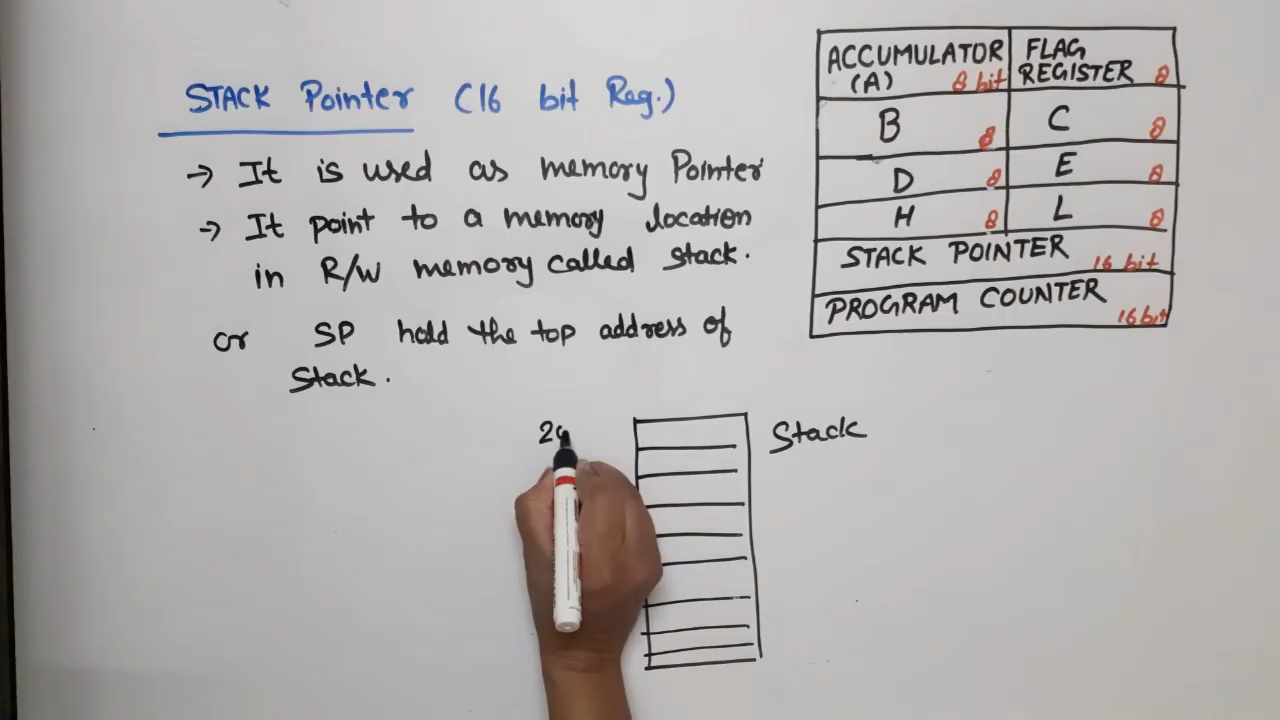 STACK Pointer (16 bit Reg.)
→ It is used as memory Pointer
→ It point to a memory location
in R/W memory called Stack.
or SP hold the top address of
Stack.
Stack
ACCUMULATOR (A) 8 bit
FLAG REGISTER 8
B 8
C 8
D 8
E 8
H 8
L 8
STACK POINTER 16 bit
PROGRAM COUNTER 16 bit